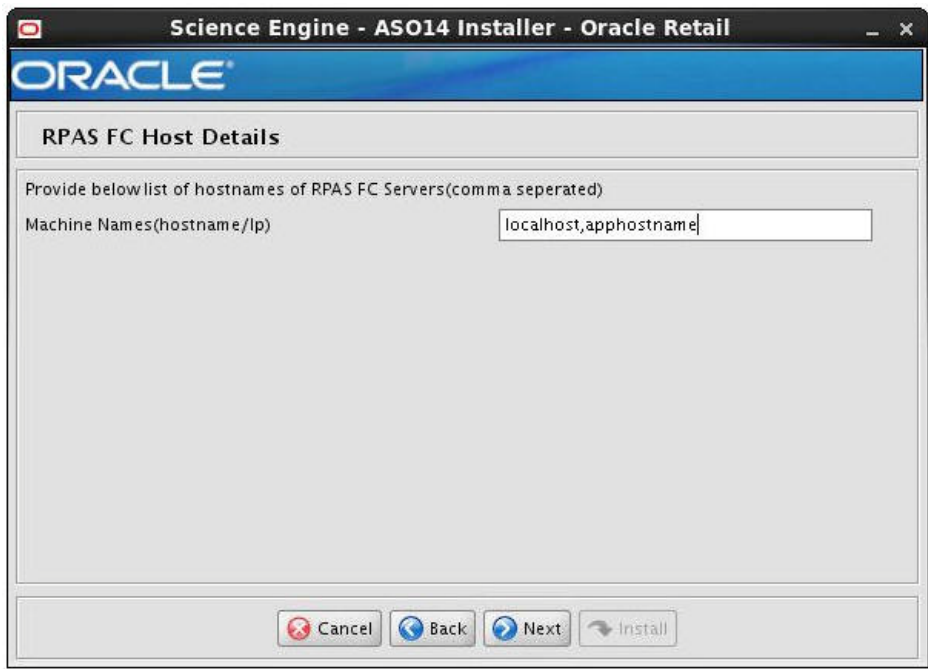 Science Engine - ASO14 Installer - Oracle Retail
ORACLE
RPAS FC Host Details
Provide below list of hostnames of RPAS FC Servers(comma seperated)
Machine Names(hostname/Ip)
localhost,apphostname
Cancel
Back
Next
Install